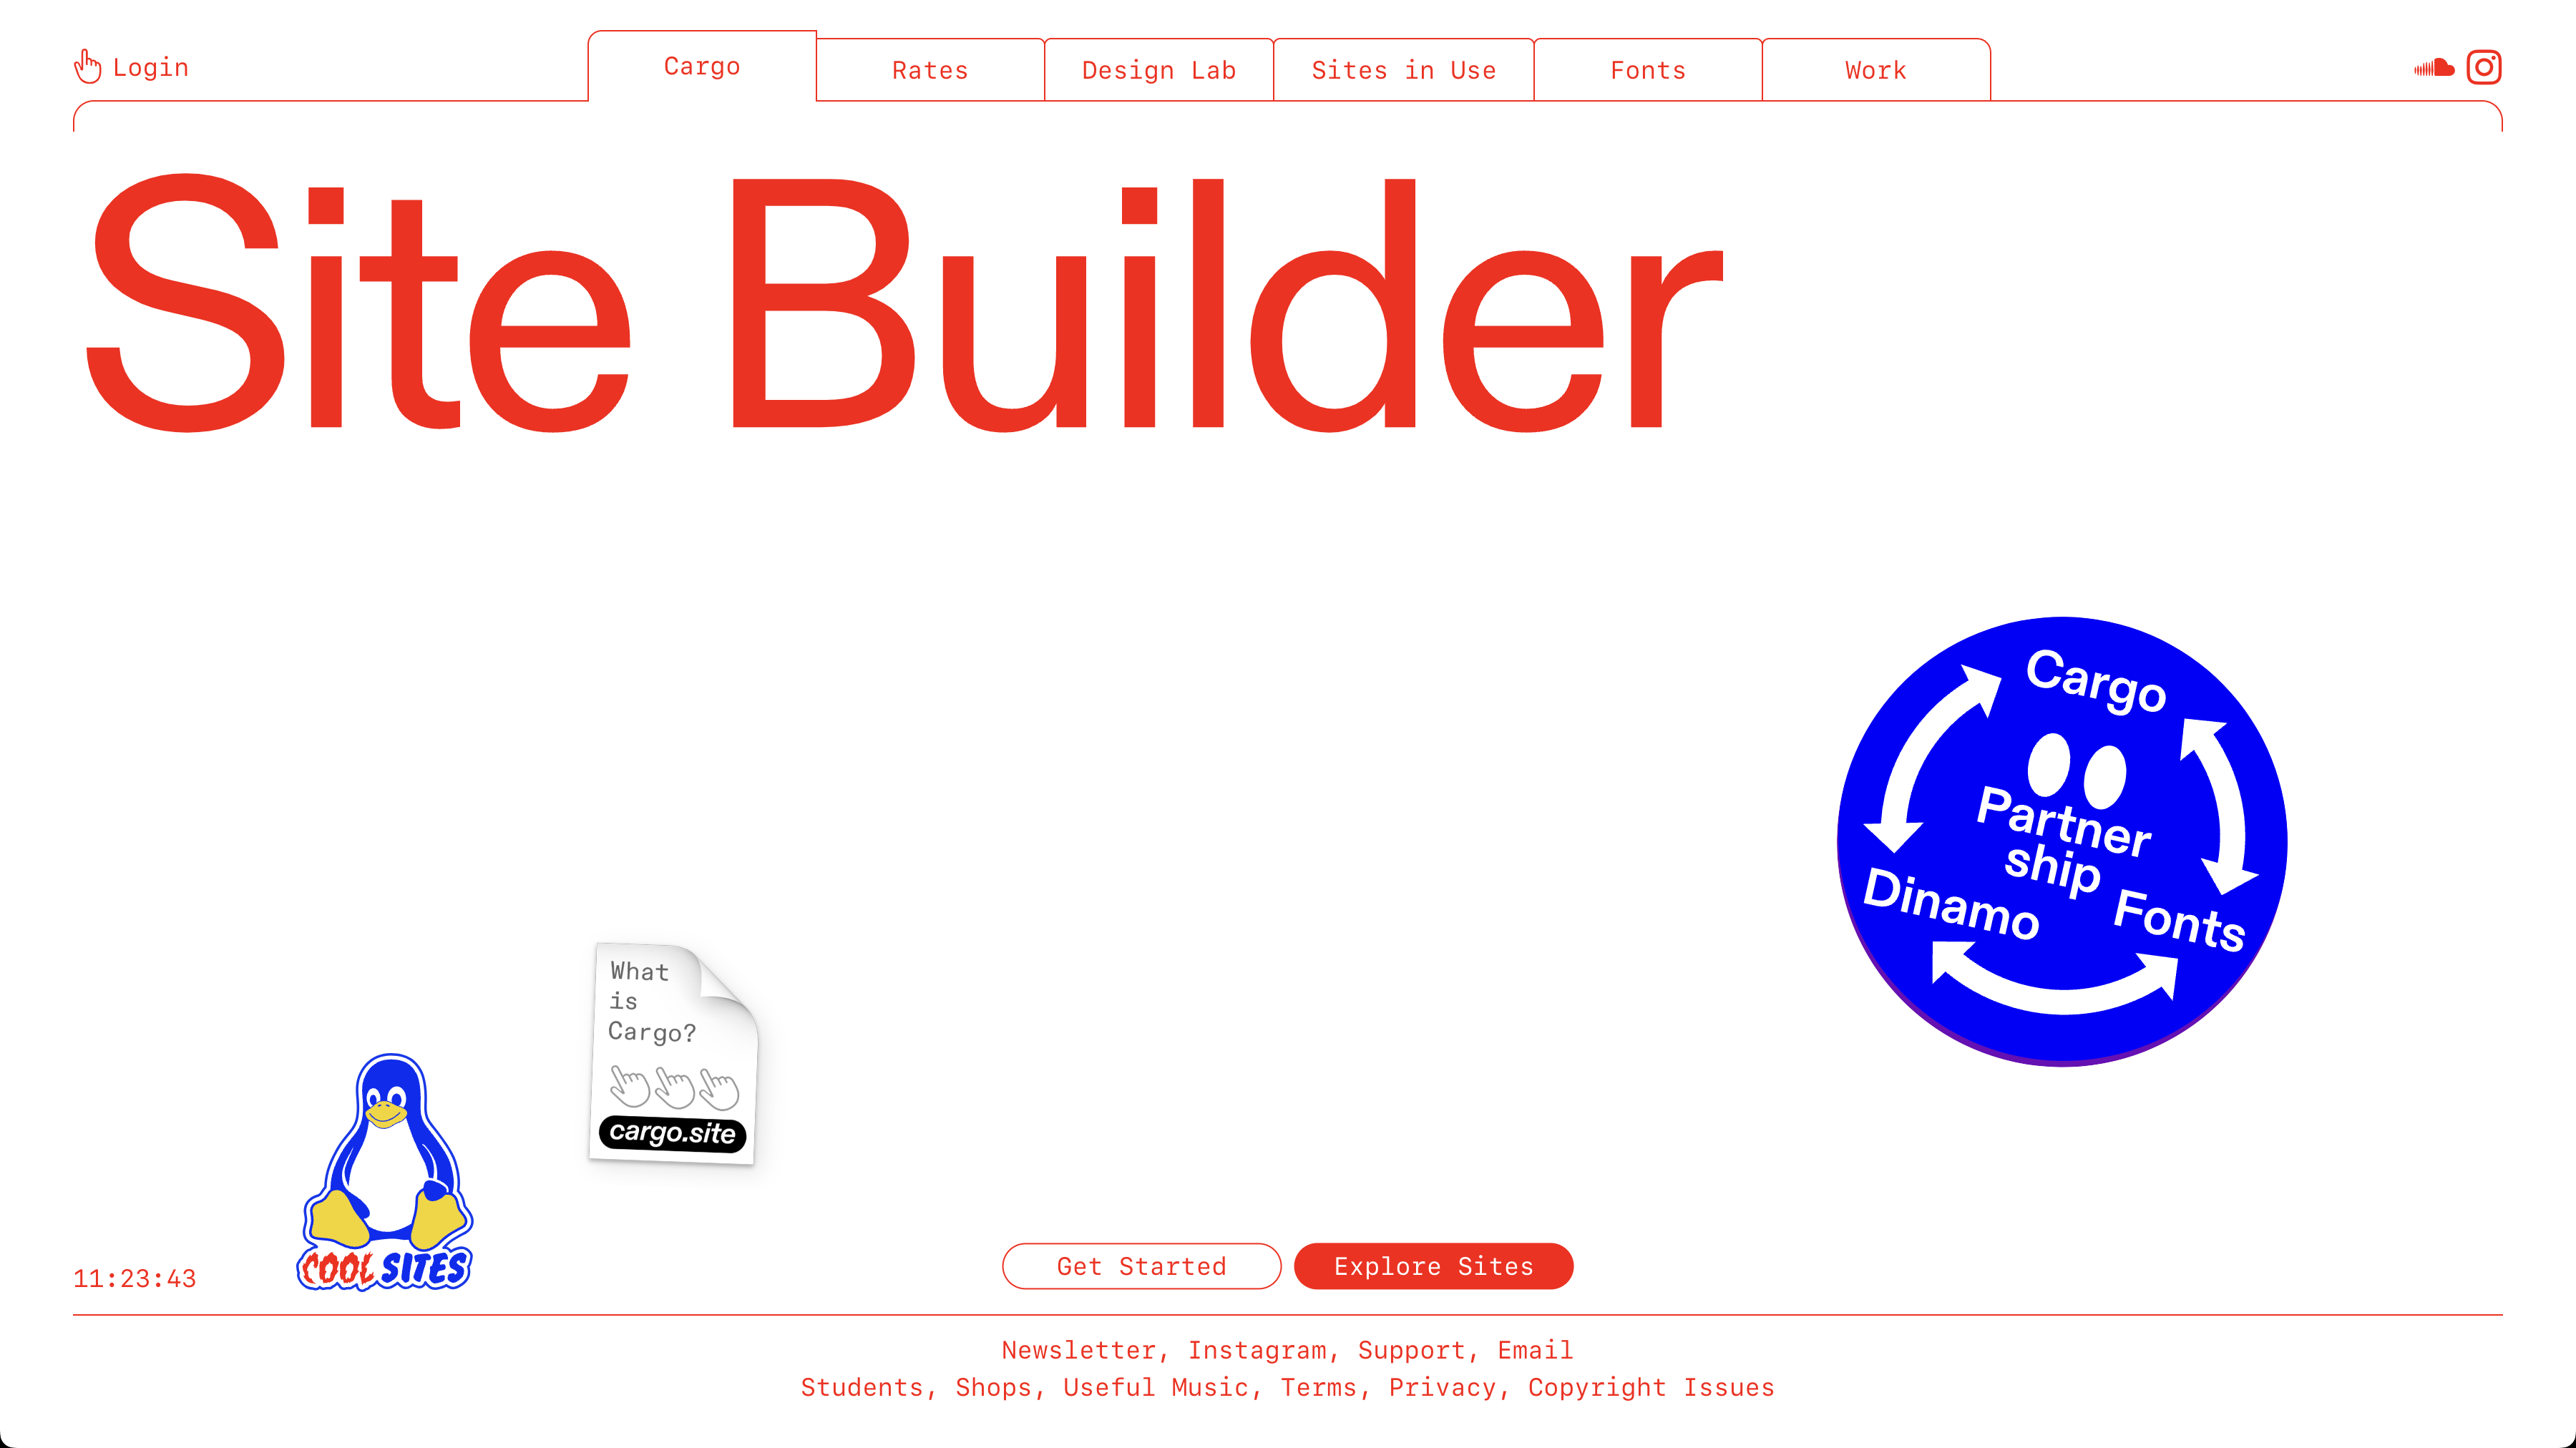 Login
Cargo
Rates
Design Lab
Sites in Use
Fonts
Work
Site Builder
Cargo
Partner
ship
Dinamo
Fonts
What
is
Cargo?
cargo.site
COOL SITES
11:23:43
Get Started
Explore Sites
Newsletter, Instagram, Support, Email
Students, Shops, Useful Music, Terms, Privacy, Copyright Issues